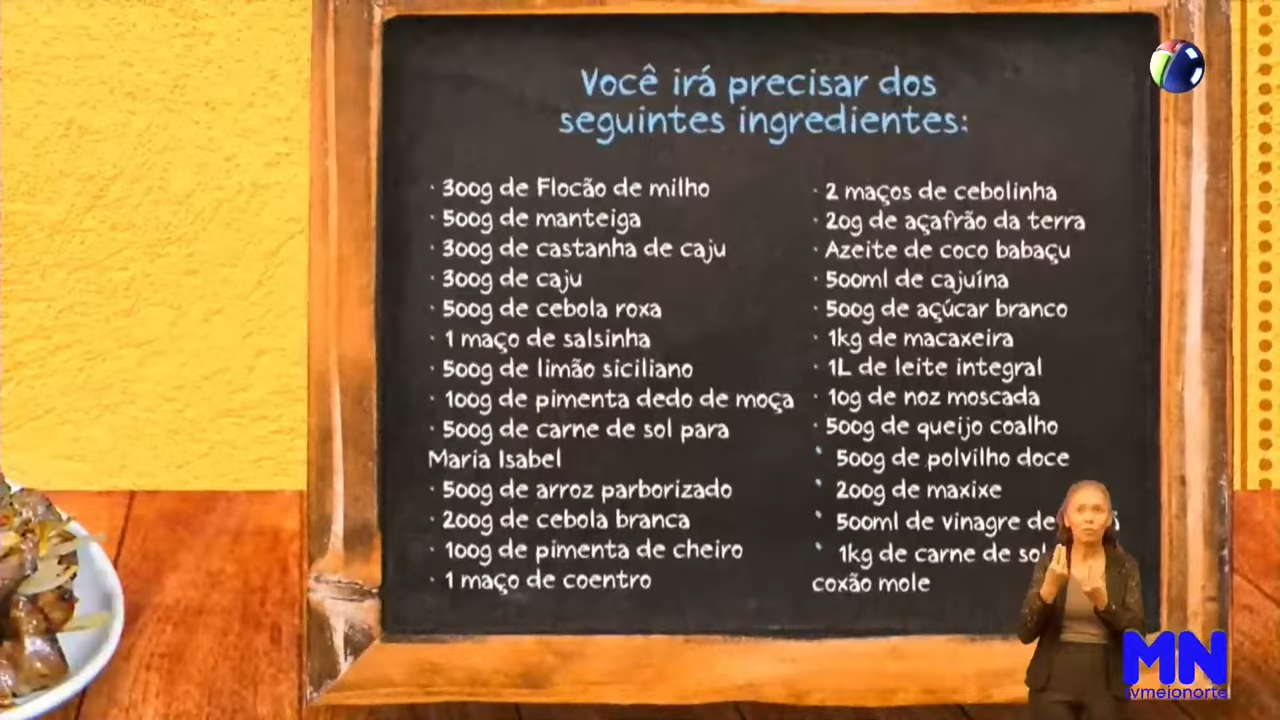 Você irá precisar dos
seguintes ingredientes:
· 300g de Flocão de milho
· 500g de manteiga
· 300g de castanha de caju
· 300g de caju
· 500g de cebola roxa
· 1 maço de salsinha
· 500g de limão siciliano
· 100g de pimenta dedo de moça
· 500g de carne de sol para
Maria Isabel
· 500g de arroz parborizado
· 200g de cebola branca
· 100g de pimenta de cheiro
· 1 maço de coentro
· 2 maços de cebolinha
· 20g de açafrão da terra
· Azeite de coco babaçu
· 500ml de cajuína
· 500g de açúcar branco
· 1kg de macaxeira
· 1L de leite integral
· 10g de noz moscada
· 500g de queijo coalho
· 500g de polvilho doce
· 200g de maxixe
· 500ml de vinagre de
· 1kg de carne de sol
coxão mole
MN
tvmeionorte